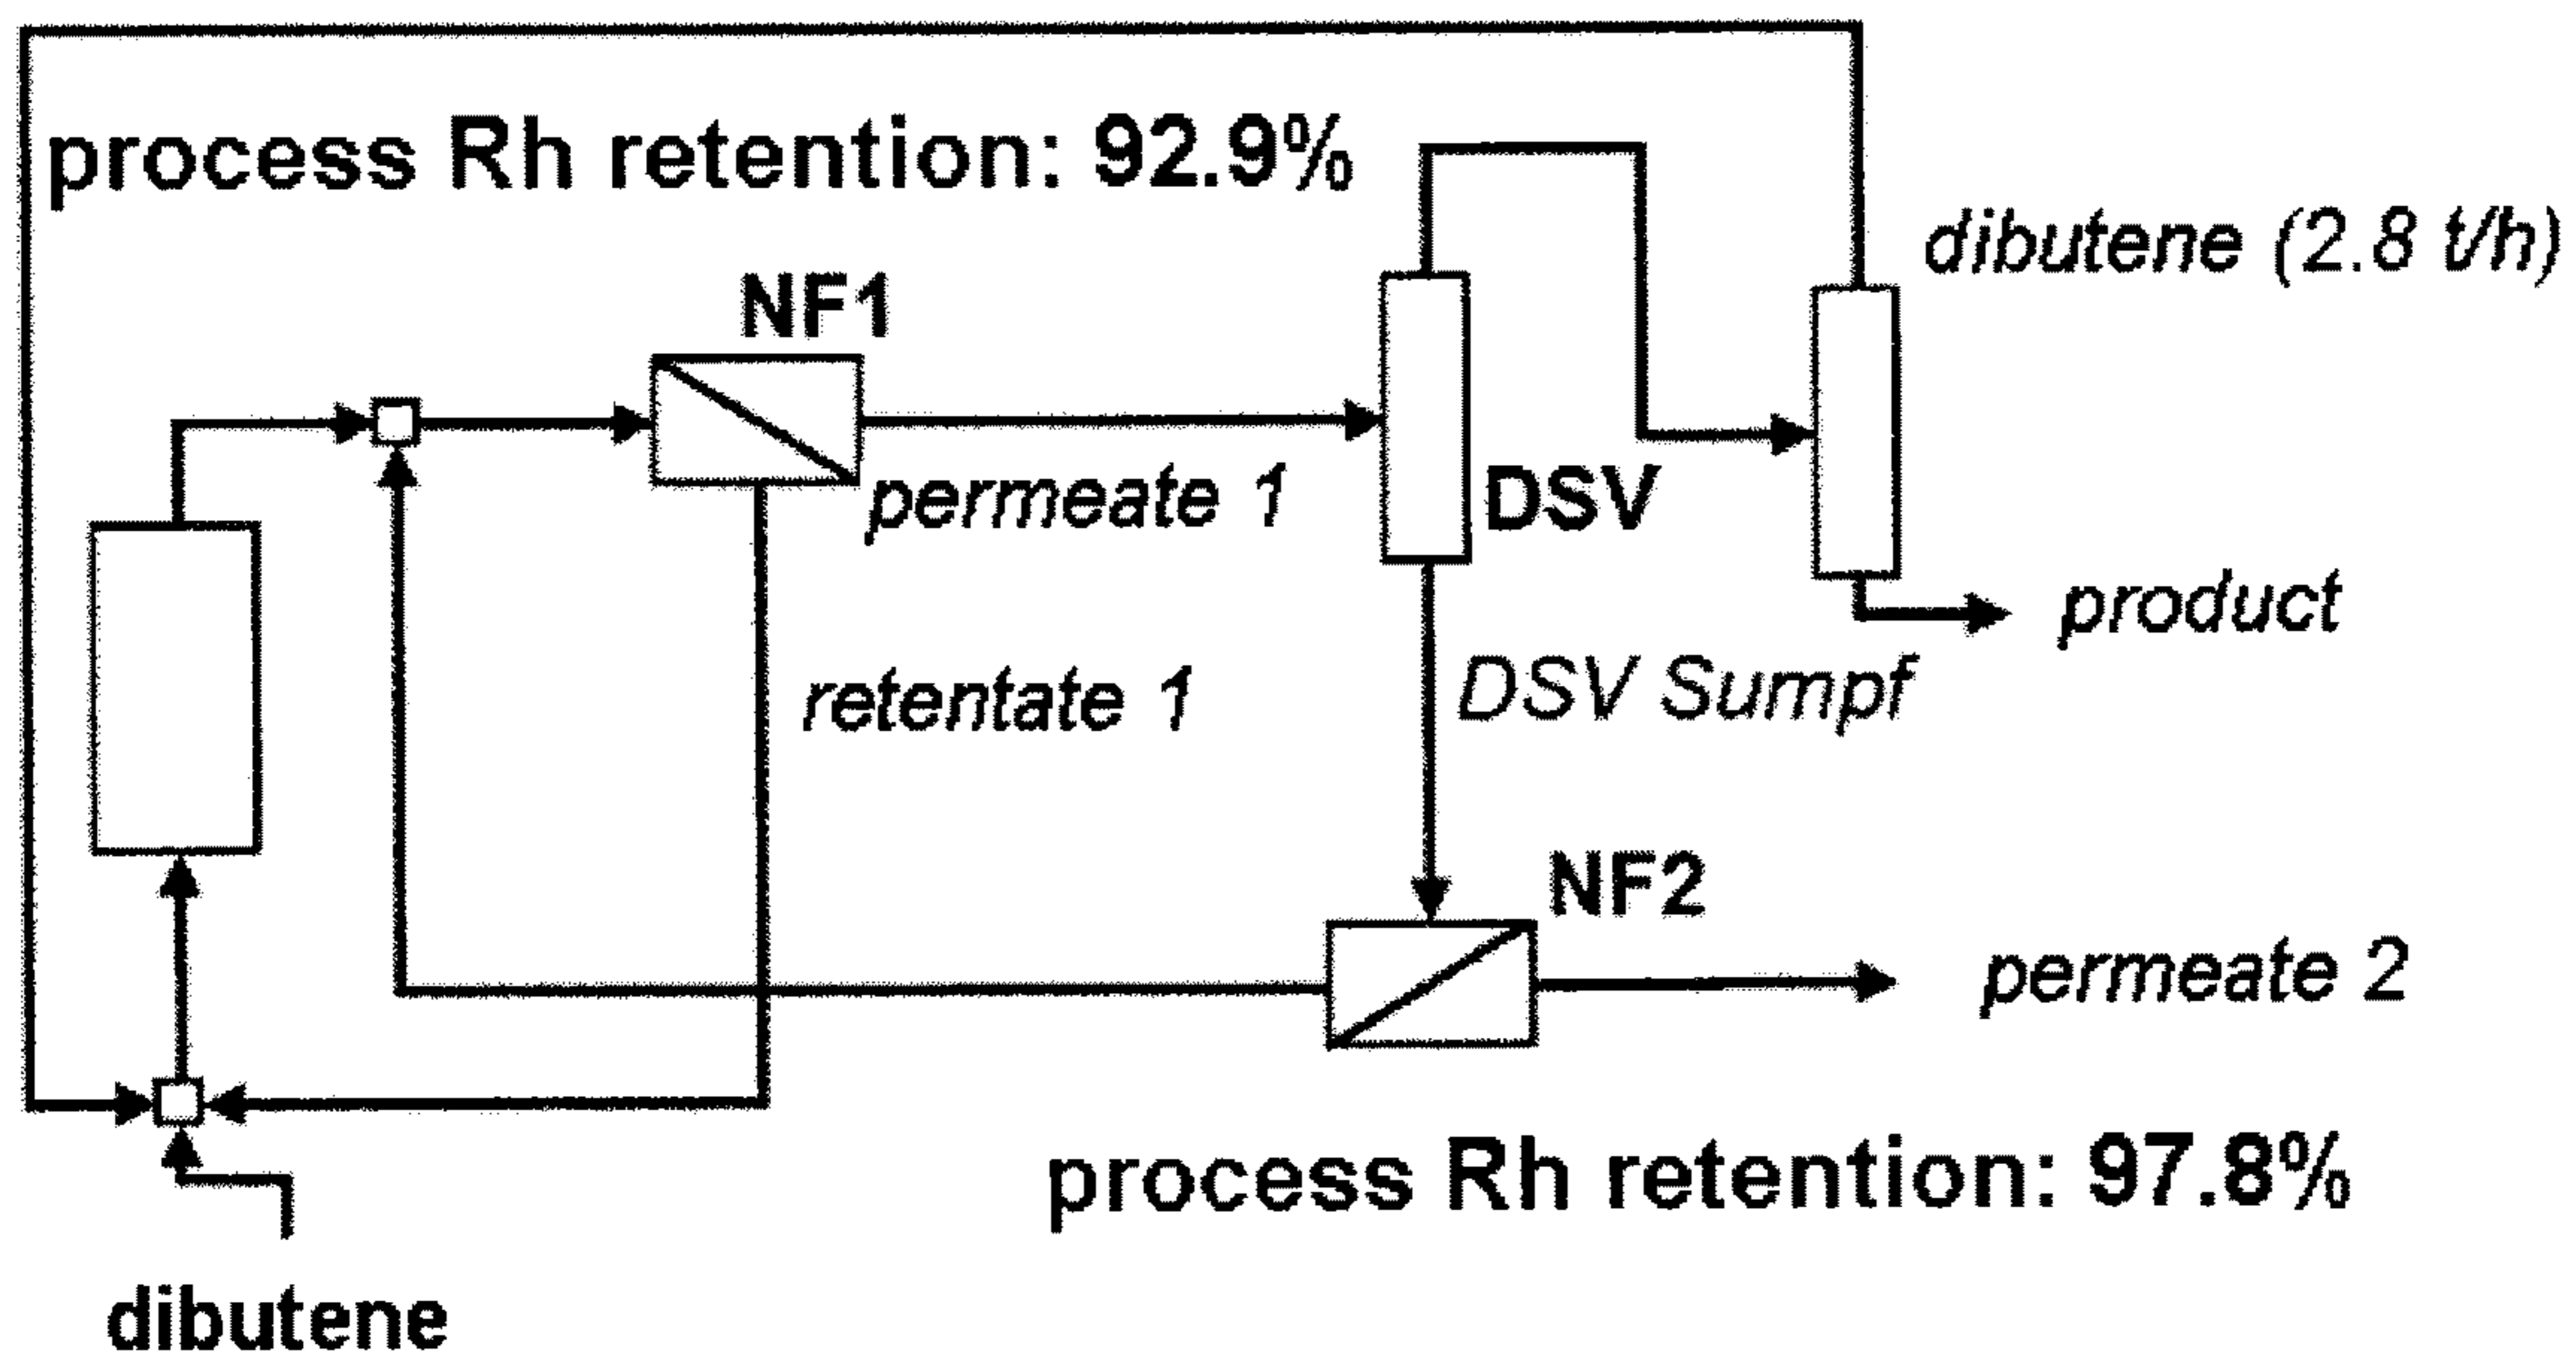 process Rh retention: 92.9%
dibutene (2.8 t/h)
NF1
permeate 1
DSV
product
retentate 1
DSV Sumpf
NF2
permeate 2
process Rh retention: 97.8%
dibutene